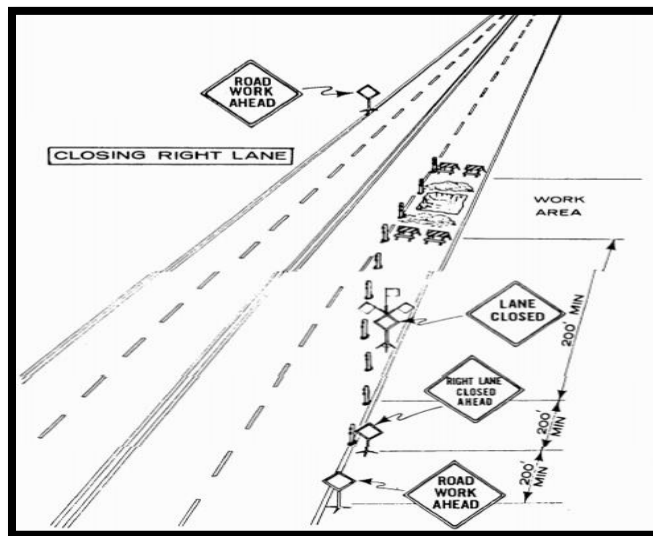 ROAD
WORK
AHEAD
CLOSING RIGHT LANE
WORK
AREA
LANE
CLOSED
200' MIN
RIGHT LANE
CLOSED
AHEAD
200'
MIN
ROAD
WORK
AHEAD
200'
MIN